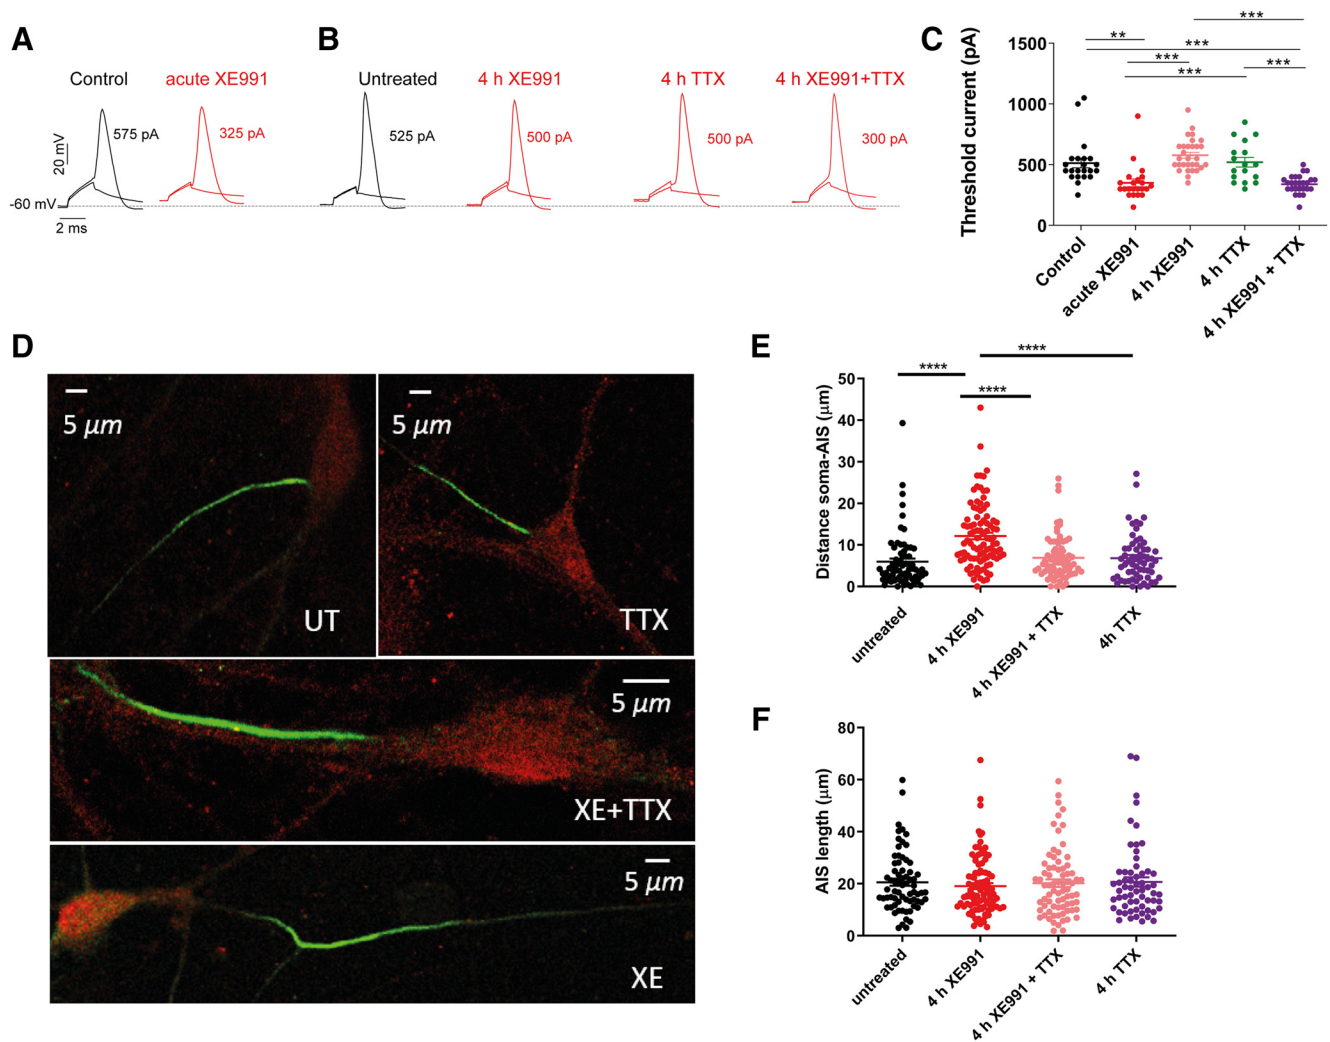 A
B
C
Control
acute XE991
Untreated
4 h XE991
4 h TTX
4 h XE991+TTX
575 pA
325 pA
525 pA
500 pA
500 pA
300 pA
20 mV
-60 mV
2 ms
Threshold current (pA)
1500
1000
500
0
***
**
***
***
***
***
Control
acute XE991
4 h XE991
4 h TTX
4 h XE991 + TTX
D
5 µm
UT
5 µm
TTX
5 µm
XE+TTX
5 µm
XE
E
****
****
****
Distance soma-AIS (µm)
50
40
30
20
10
0
untreated
4 h XE991
4 h XE991 + TTX
4h TTX
F
AIS length (µm)
80
60
40
20
0
untreated
4 h XE991
4 h XE991 + TTX
4 h TTX